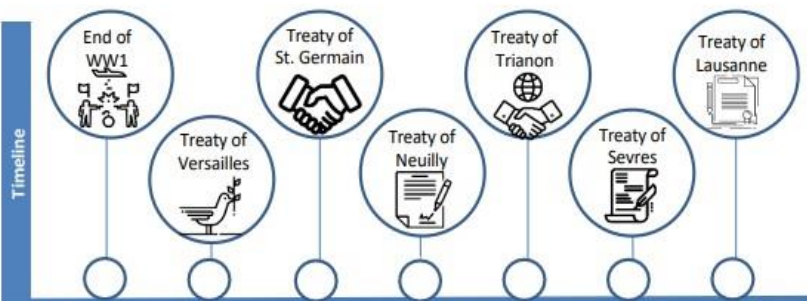 Timeline
End of
WW1
Treaty of
Versailles
Treaty of
St. Germain
Treaty of
Neuilly
Treaty of
Trianon
Treaty of
Sevres
Treaty of
Lausanne